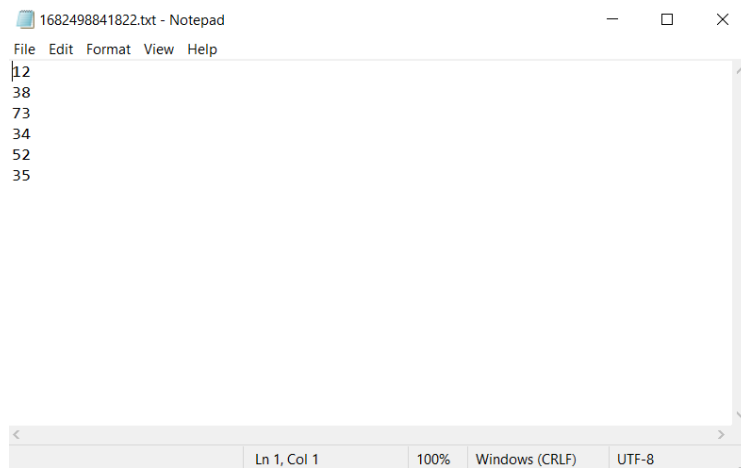 1682498841822.txt - Notepad
File Edit Format View Help
12
38
73
34
52
35
Ln 1, Col 1 100% Windows (CRLF) UTF-8